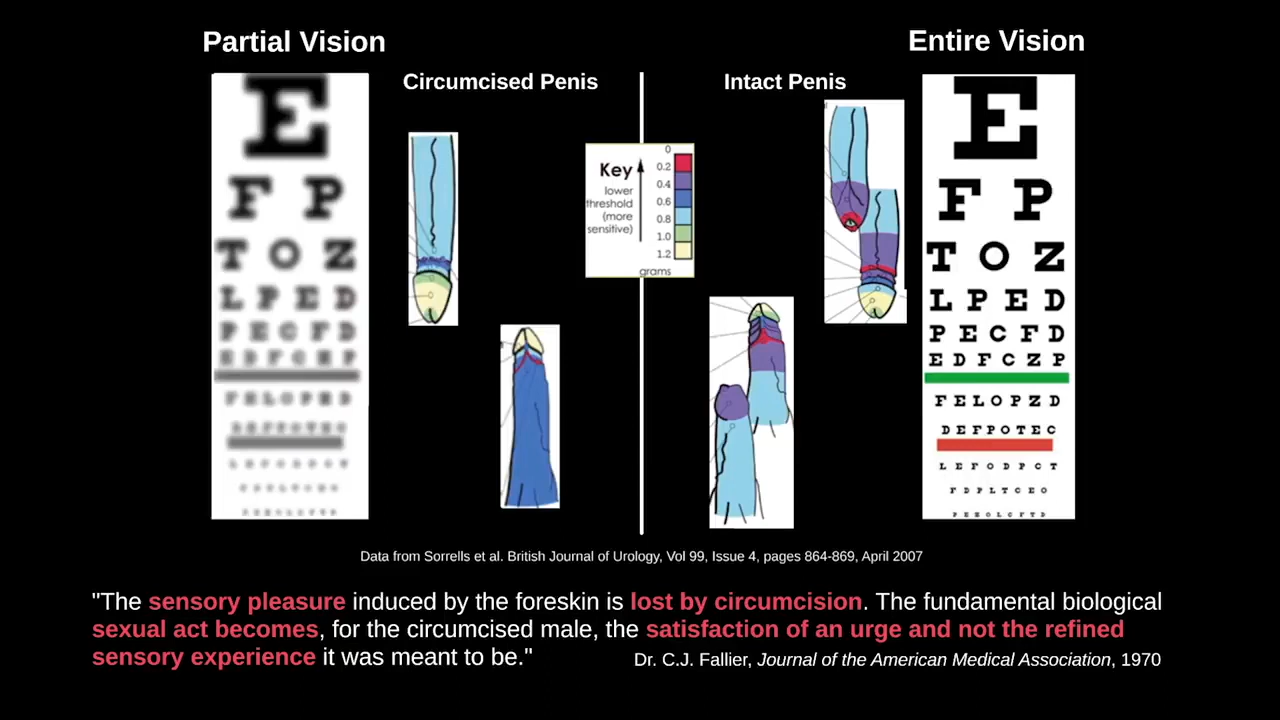 Partial Vision
Entire Vision
Circumcised Penis
Intact Penis
E
F P
T O Z
L P E D
P E C F D
E D F C Z P
F E L O P Z D
Key
lower
threshold
(more
sensitive)
0
0.2
0.4
0.6
0.8
1.0
1.2
grams
E
F P
T O Z
L P E D
P E C F D
E D F C Z P
F E L O P Z D
D E F P O T E C
L E F O D P C T
F D P L T C E O
Data from Sorrells et al. British Journal of Urology, Vol 99, Issue 4, pages 864-869, April 2007
"The sensory pleasure induced by the foreskin is lost by circumcision. The fundamental biological
sexual act becomes, for the circumcised male, the satisfaction of an urge and not the refined
sensory experience it was meant to be."
Dr. C.J. Fallier, Journal of the American Medical Association, 1970